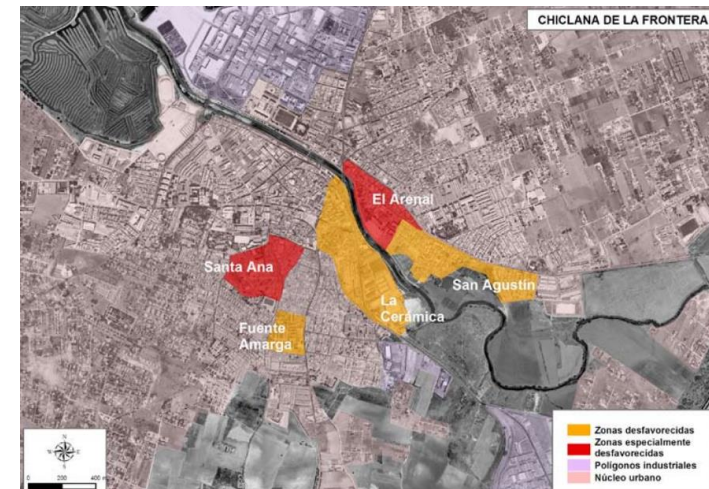 CHICLANA DE LA FRONTERA
El Arenal
Santa Ana
San Agustín
La
Cerámica
Fuente
Amarga
Zonas desfavorecidas
Zonas especialmente
desfavorecidas
Polígonos industriales
Núcleo urbano
N
W E
S
0 200 400